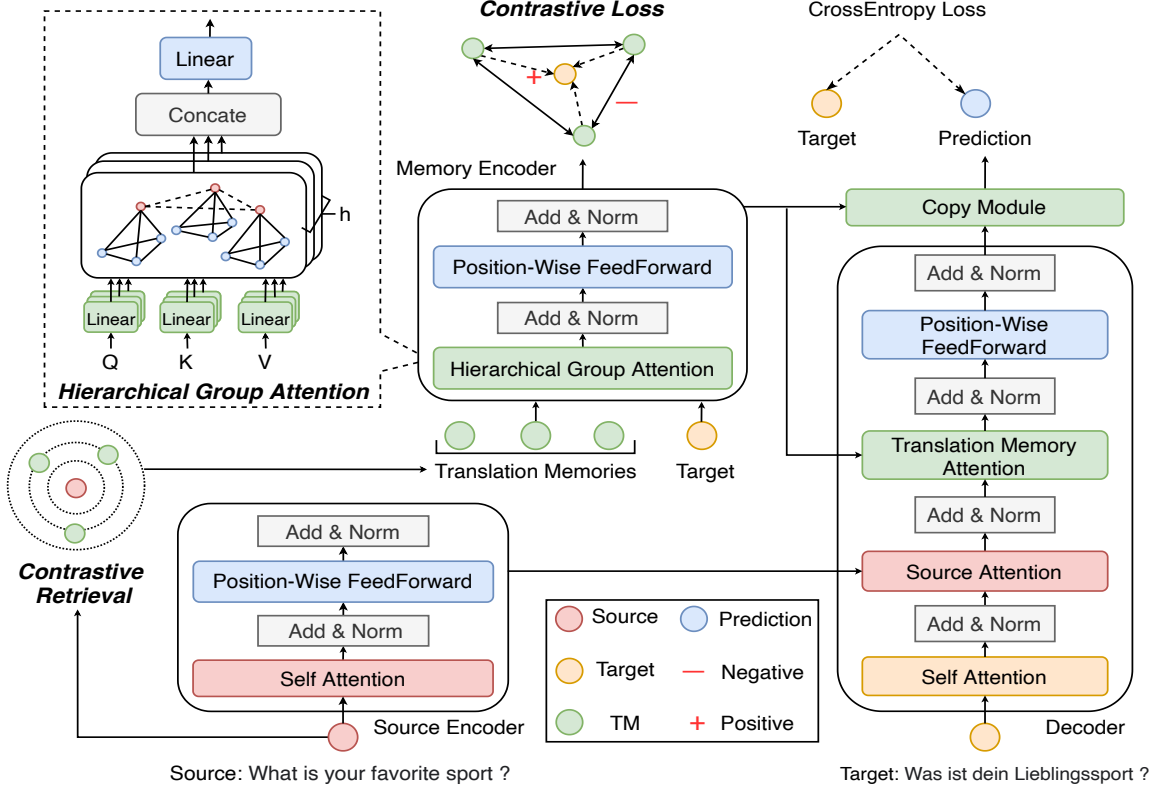 Linear
Concate
h
Linear
Linear
Linear
Q
K
V
Hierarchical Group Attention
Contrastive Loss
+
—
Memory Encoder
Add & Norm
Position-Wise FeedForward
Add & Norm
Hierarchical Group Attention
Translation Memories
Target
CrossEntropy Loss
Target
Prediction
Copy Module
Add & Norm
Position-Wise
FeedForward
Add & Norm
Translation Memory
Attention
Add & Norm
Source Attention
Add & Norm
Self Attention
Decoder
Target: Was ist dein Lieblingssport ?
Contrastive
Retrieval
Add & Norm
Position-Wise FeedForward
Add & Norm
Self Attention
Source Encoder
Source: What is your favorite sport ?
Source
Prediction
Target
— Negative
TM
+ Positive